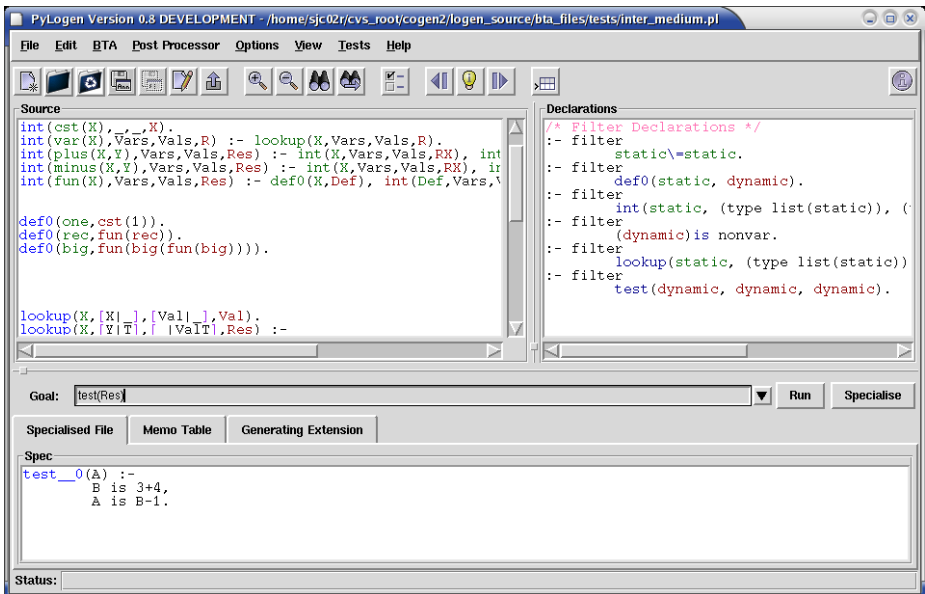 PyLogen Version 0.8 DEVELOPMENT - /home/sjc02r/cvs_root/cogen2/logen_source/bta_files/tests/inter_medium.pl
File Edit BTA Post Processor Options View Tests Help
Source
int(cst(X),_,_,X).
int(var(X),Vars,Vals,R) :- lookup(X,Vars,Vals,R).
int(plus(X,Y),Vars,Vals,Res) :- int(X,Vars,Vals,RX), int
int(minus(X,Y),Vars,Vals,Res) :- int(X,Vars,Vals,RX), in
int(fun(X),Vars,Vals,Res) :- def0(X,Def), int(Def,Vars,V
def0(one,cst(1)).
def0(rec,fun(rec)).
def0(big,fun(big(fun(big)))).
lookup(X,[X|_],[Val|_],Val).
lookup(X,[Y|T],[_|ValT],Res) :-
Declarations
/* Filter Declarations */
:- filter
static\=static.
:- filter
def0(static, dynamic).
:- filter
int(static, (type list(static)), (
:- filter
(dynamic)is nonvar.
:- filter
lookup(static, (type list(static))
:- filter
test(dynamic, dynamic, dynamic).
Goal: test(Res) Run Specialise
Specialised File Memo Table Generating Extension
Spec
test__0(A) :-
B is 3+4,
A is B-1.
Status: